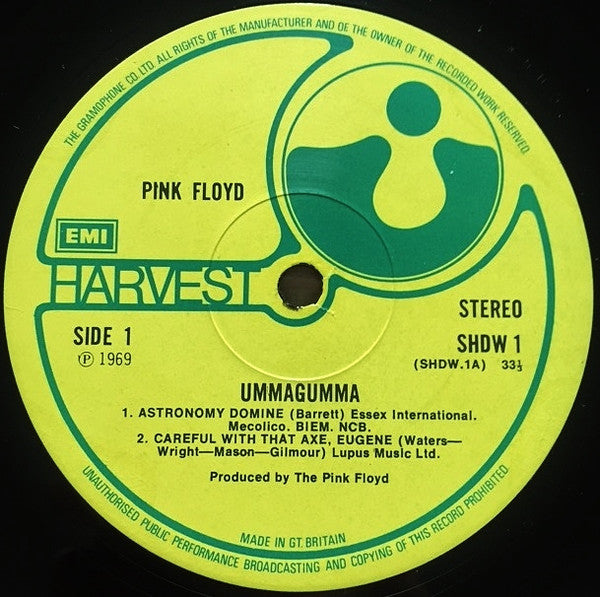 THE GRAMOPHONE CO. LTD. ALL RIGHTS OF THE MANUFACTURER AND OF THE OWNER OF THE RECORDED WORK RESERVED.
PINK FLOYD
EMI
HARVEST
SIDE 1
Ⓟ 1969
STEREO
SHDW 1
(SHDW.1A) 33⅓
UMMAGUMMA
1. ASTRONOMY DOMINE (Barrett) Essex International.
Mecolico. BIEM. NCB.
2. CAREFUL WITH THAT AXE, EUGENE (Waters—
Wright—Mason—Gilmour) Lupus Music Ltd.
Produced by The Pink Floyd
MADE IN GT. BRITAIN
UNAUTHORISED PUBLIC PERFORMANCE BROADCASTING AND COPYING OF THIS RECORD PROHIBITED.